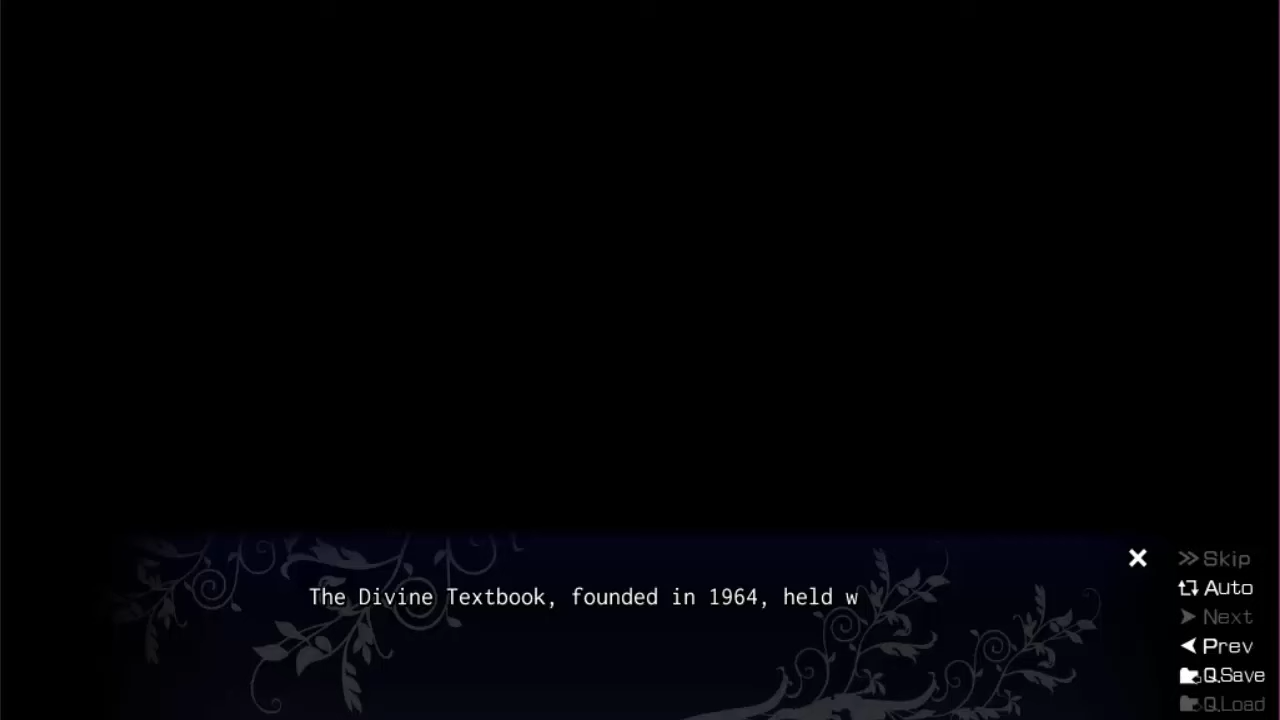 The Divine Textbook, founded in 1964, held w
Skip
Auto
Next
Prev
Q.Save
Q.Load